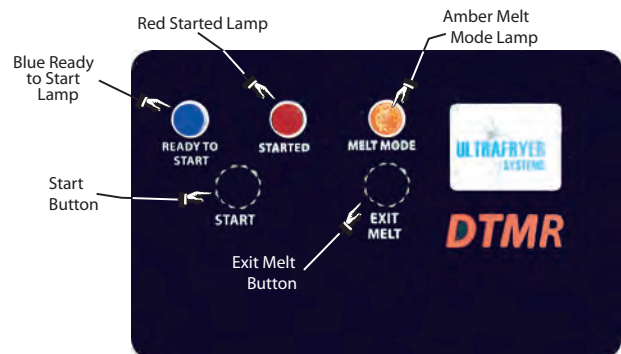 Red Started Lamp
Amber Melt
Mode Lamp
Blue Ready
to Start
Lamp
READY TO
START
STARTED
MELT MODE
ULTRAFRYER
SYSTEMS
Start
Button
START
EXIT
MELT
DTMR
Exit Melt
Button